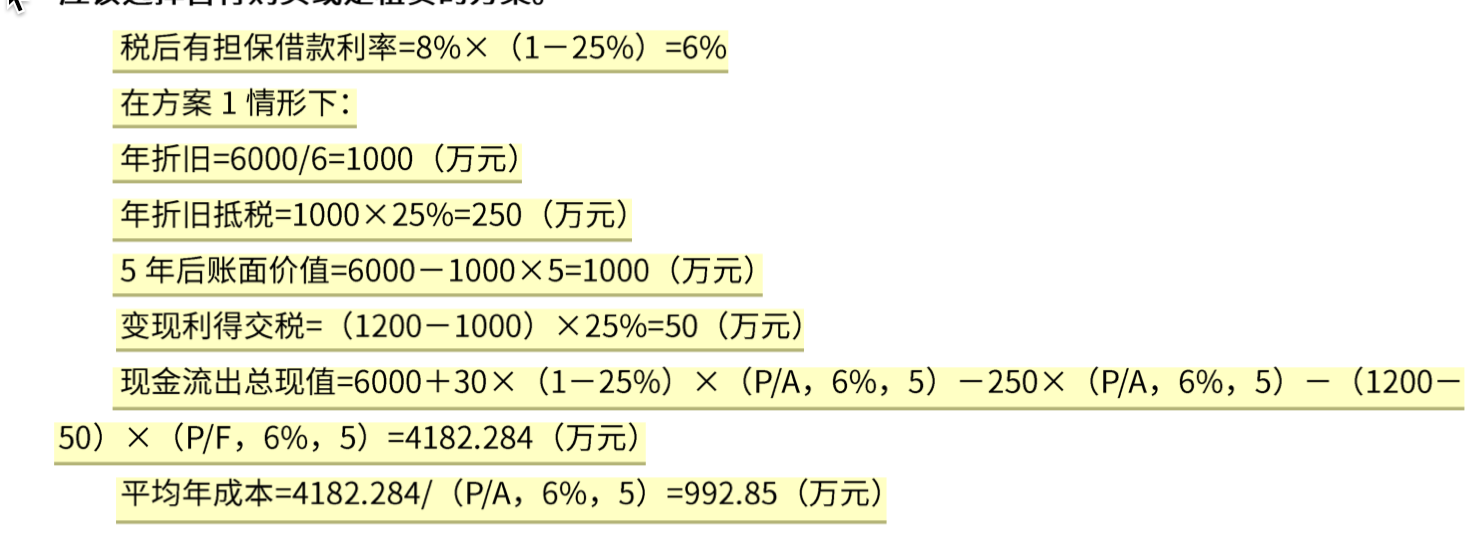 税后有担保借款利率=8%×（1－25%）=6%
在方案 1 情形下：
年折旧=6000/6=1000（万元）
年折旧抵税=1000×25%=250（万元）
5 年后账面价值=6000－1000×5=1000（万元）
变现利得交税=（1200－1000）×25%=50（万元）
现金流出总现值=6000＋30×（1－25%）×（P/A，6%，5）－250×（P/A，6%，5）－（1200－
50）×（P/F，6%，5）=4182.284（万元）
平均年成本=4182.284/（P/A，6%，5）=992.85（万元）